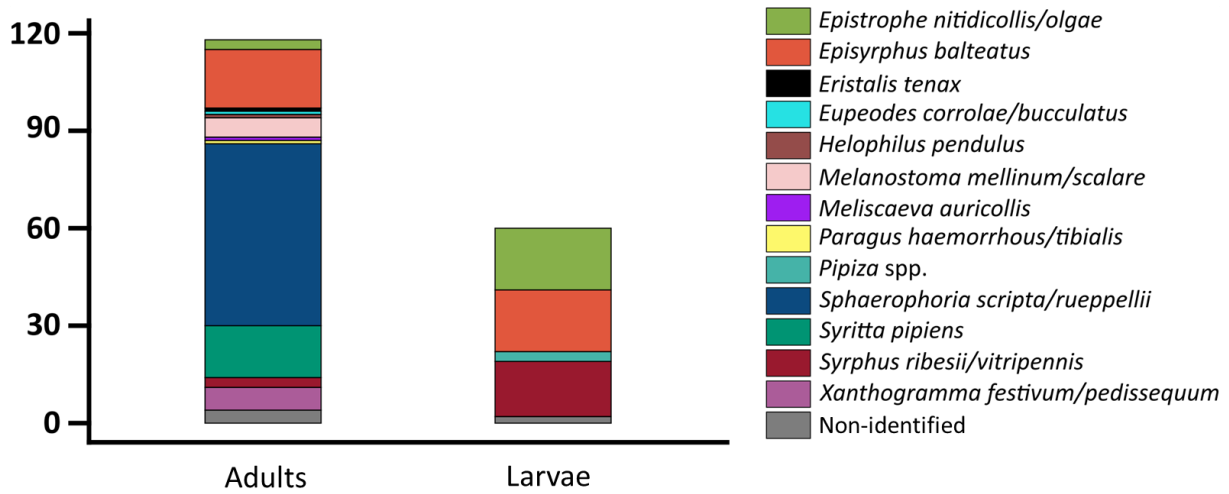 120
90
60
30
0
Adults
Larvae
Epistrophe nitidicollis/olgae
Episyrphus balteatus
Eristalis tenax
Eupeodes corrolae/bucculatus
Helophilus pendulus
Melanostoma mellinum/scalare
Meliscaeva auricollis
Paragus haemorrhous/tibialis
Pipiza spp.
Sphaerophoria scripta/rueppellii
Syritta pipiens
Syrphus ribesii/vitripennis
Xanthogramma festivum/pedissequum
Non-identified